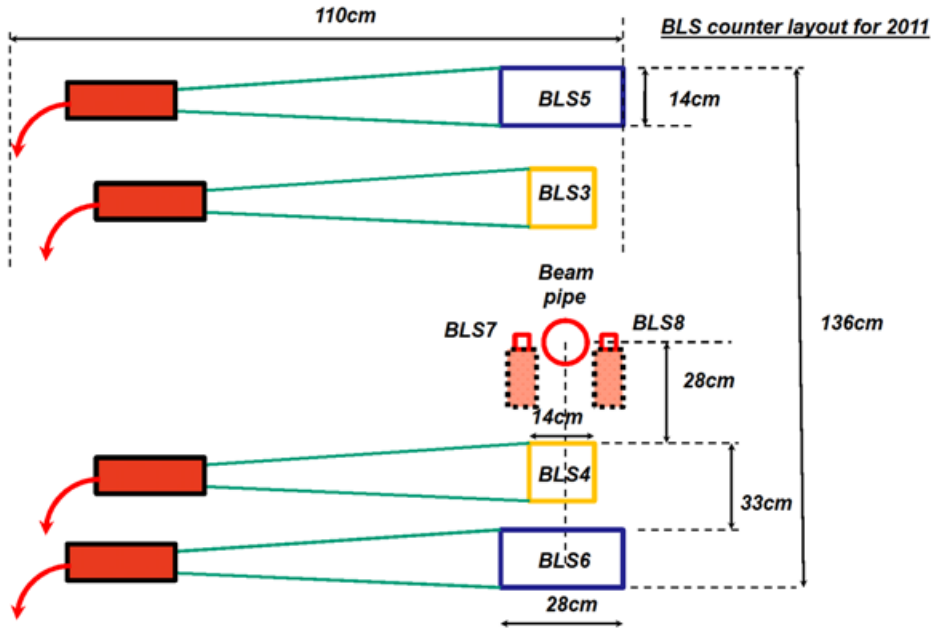 110cm
BLS counter layout for 2011
BLS5
14cm
BLS3
Beam
pipe
BLS7
BLS8
136cm
28cm
14cm
BLS4
33cm
BLS6
28cm